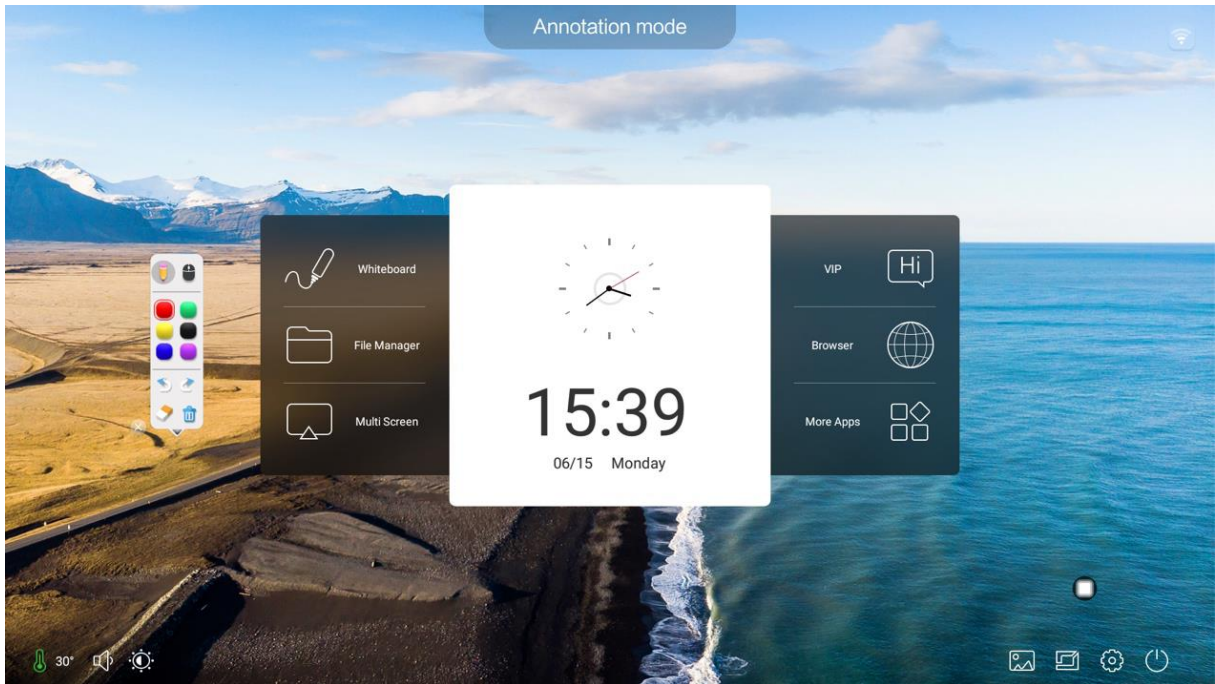 Annotation mode
Whiteboard
File Manager
Multi Screen
15:39
06/15 Monday
VIP
Hi
Browser
More Apps
30°